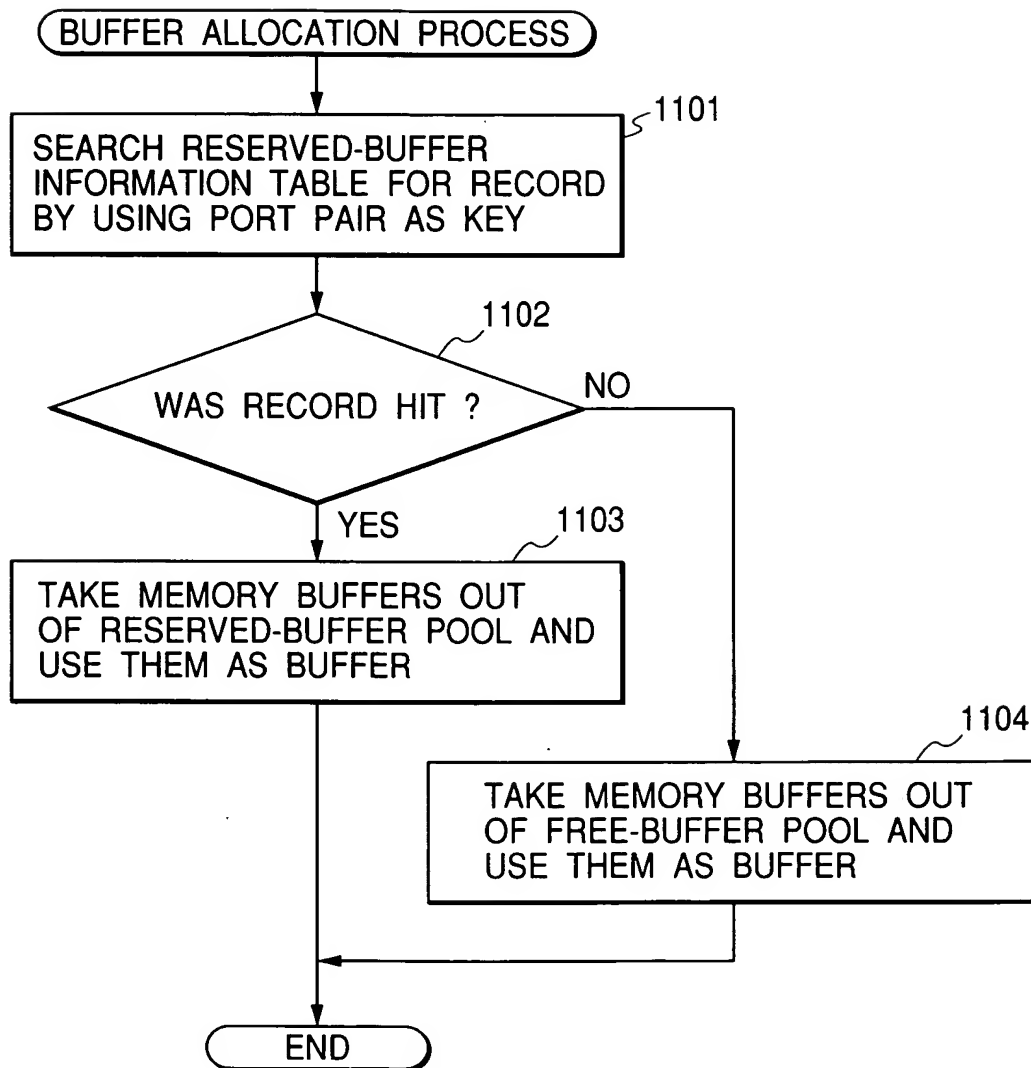 BUFFER ALLOCATION PROCESS
1101
SEARCH RESERVED-BUFFER
INFORMATION TABLE FOR RECORD
BY USING PORT PAIR AS KEY
1102
WAS RECORD HIT ?
NO
YES
1103
TAKE MEMORY BUFFERS OUT
OF RESERVED-BUFFER POOL AND
USE THEM AS BUFFER
1104
TAKE MEMORY BUFFERS OUT
OF FREE-BUFFER POOL AND
USE THEM AS BUFFER
END